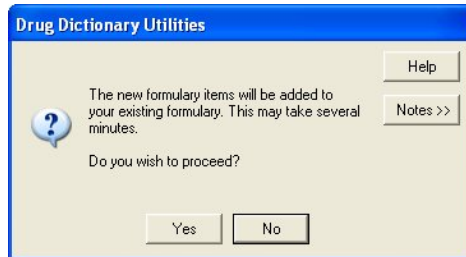 Drug Dictionary Utilities
Help
The new formulary items will be added to
your existing formulary. This may take several
minutes.
Notes >>
Do you wish to proceed?
Yes
No